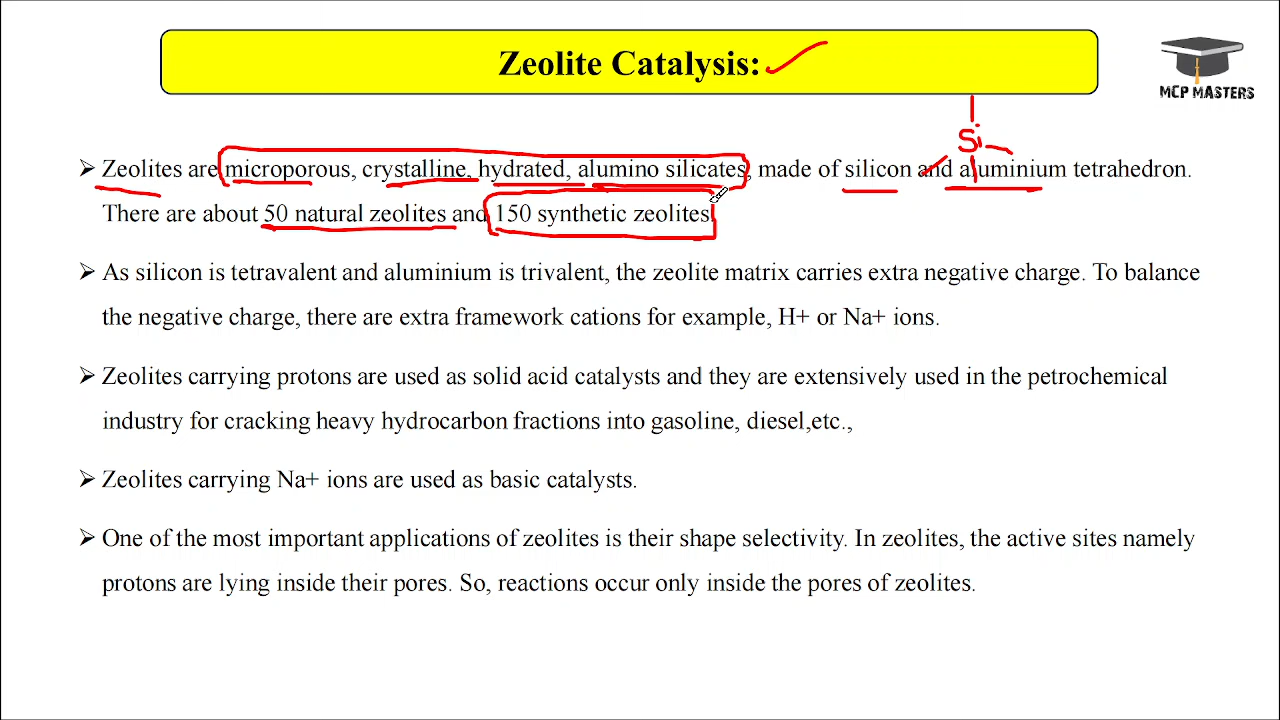 Zeolite Catalysis:
MCP MASTERS
Si
➢ Zeolites are microporous, crystalline, hydrated, alumino silicates, made of silicon and aluminium tetrahedron.
There are about 50 natural zeolites and 150 synthetic zeolites.
➢ As silicon is tetravalent and aluminium is trivalent, the zeolite matrix carries extra negative charge. To balance
the negative charge, there are extra framework cations for example, H+ or Na+ ions.
➢ Zeolites carrying protons are used as solid acid catalysts and they are extensively used in the petrochemical
industry for cracking heavy hydrocarbon fractions into gasoline, diesel,etc.,
➢ Zeolites carrying Na+ ions are used as basic catalysts.
➢ One of the most important applications of zeolites is their shape selectivity. In zeolites, the active sites namely
protons are lying inside their pores. So, reactions occur only inside the pores of zeolites.